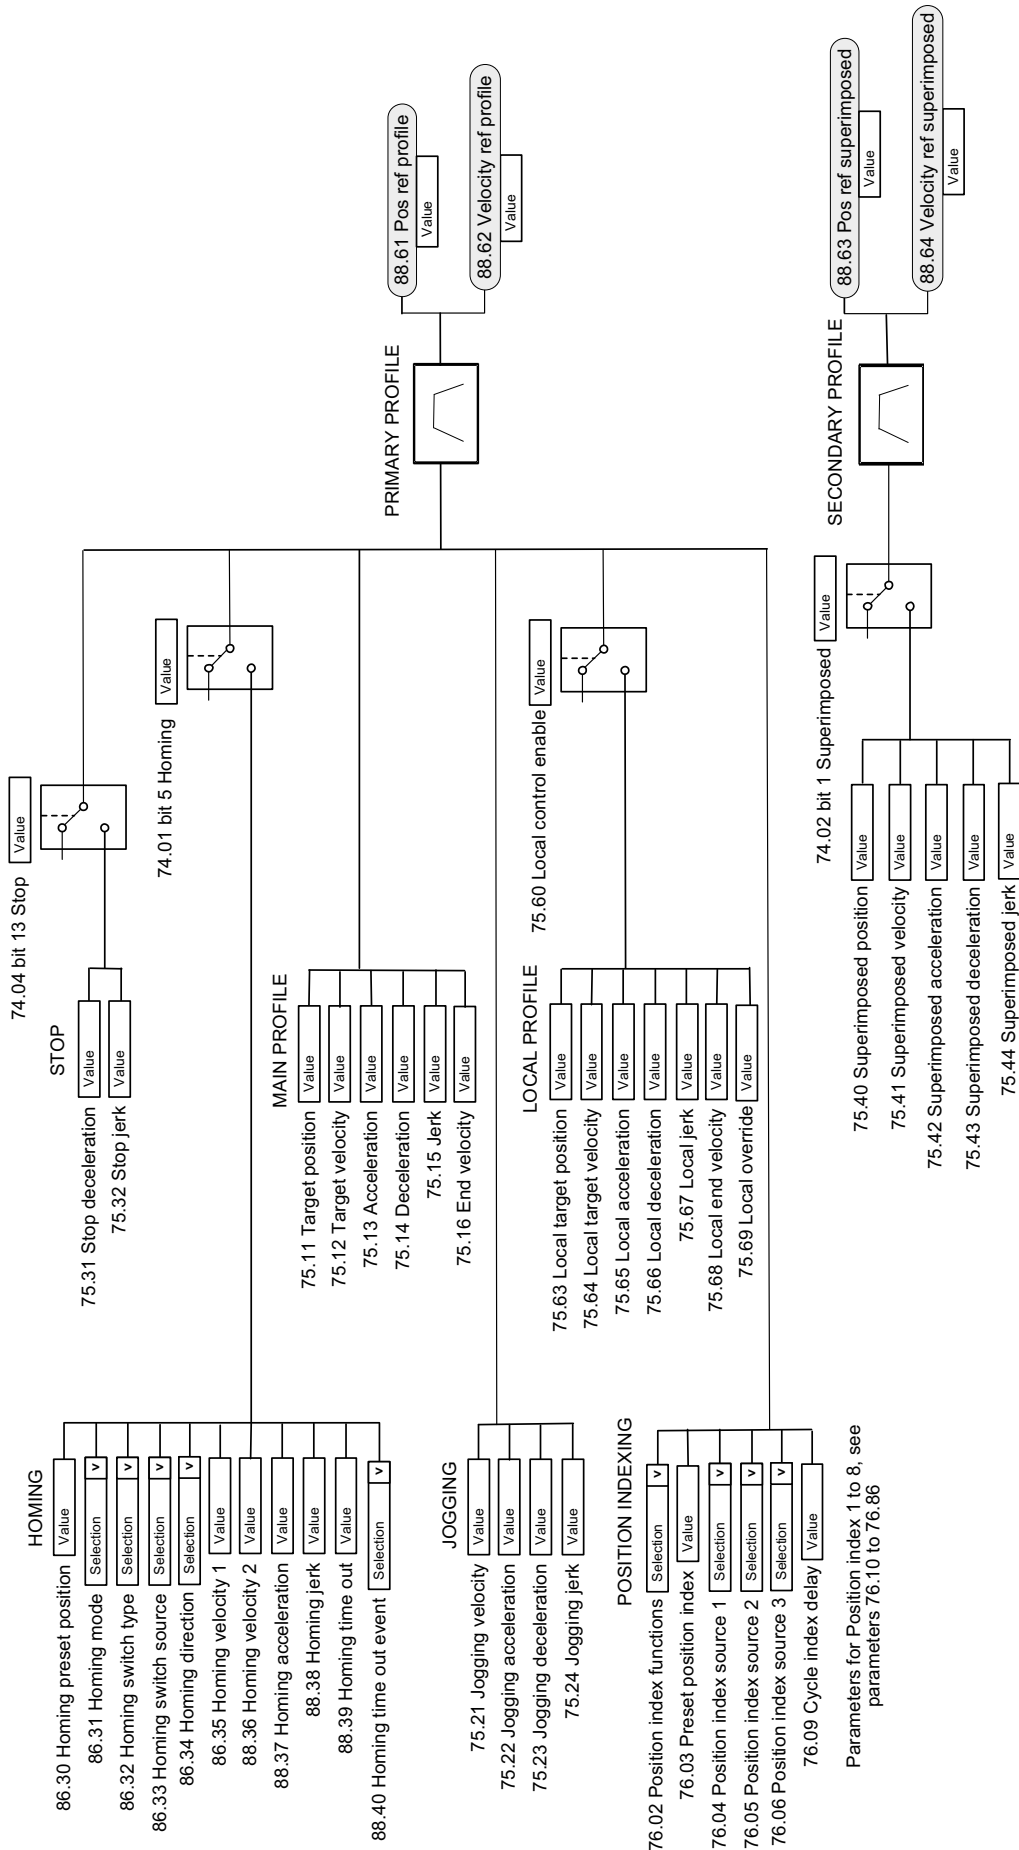 HOMING
86.30 Homing preset position Value
86.31 Homing mode Selection v
86.32 Homing switch type Selection v
86.33 Homing switch source Selection v
86.34 Homing direction Selection v
86.35 Homing velocity 1 Value
88.36 Homing velocity 2 Value
88.37 Homing acceleration Value
88.38 Homing jerk Value
88.39 Homing time out Value
88.40 Homing time out event Selection v
JOGGING
75.21 Jogging velocity Value
75.22 Jogging acceleration Value
75.23 Jogging deceleration Value
75.24 Jogging jerk Value
POSITION INDEXING
76.02 Position index functions Selection v
76.03 Preset position index Value
76.04 Position index source 1 Selection v
76.05 Position index source 2 Selection v
76.06 Position index source 3 Selection v
76.09 Cycle index delay Value
Parameters for Position index 1 to 8, see
parameters 76.10 to 76.86
74.04 bit 13 Stop Value
STOP
75.31 Stop deceleration Value
75.32 Stop jerk Value
74.01 bit 5 Homing Value
MAIN PROFILE
75.11 Target position Value
75.12 Target velocity Value
75.13 Acceleration Value
75.14 Deceleration Value
75.15 Jerk Value
75.16 End velocity Value
75.60 Local control enable Value
LOCAL PROFILE
75.63 Local target position Value
75.64 Local target velocity Value
75.65 Local acceleration Value
75.66 Local deceleration Value
75.67 Local jerk Value
75.68 Local end velocity Value
75.69 Local override Value
74.02 bit 1 Superimposed Value
75.40 Superimposed position Value
75.41 Superimposed velocity Value
75.42 Superimposed acceleration Value
75.43 Superimposed deceleration Value
75.44 Superimposed jerk Value
PRIMARY PROFILE
88.61 Pos ref profile
Value
88.62 Velocity ref profile
Value
SECONDARY PROFILE
88.63 Pos ref superimposed
Value
88.64 Velocity ref superimposed
Value